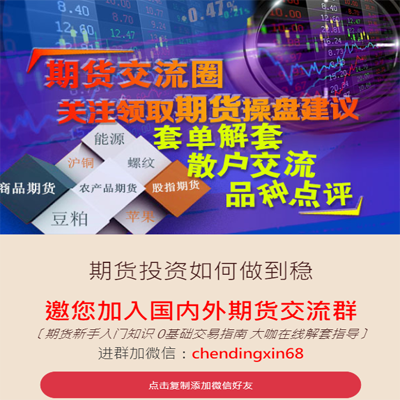 期货交流圈
关注领取期货操盘建议
套单解套
散户交流
品种点评
能源
沪铜
螺纹
商品期货
农产品期货
股指期货
豆粕
苹果
期货投资如何做到稳
邀您加入国内外期货交流群
〔期货新手入门知识 0基础交易指南 大咖在线解套指导〕
进群加微信：chendingxin68
点击复制添加微信好友